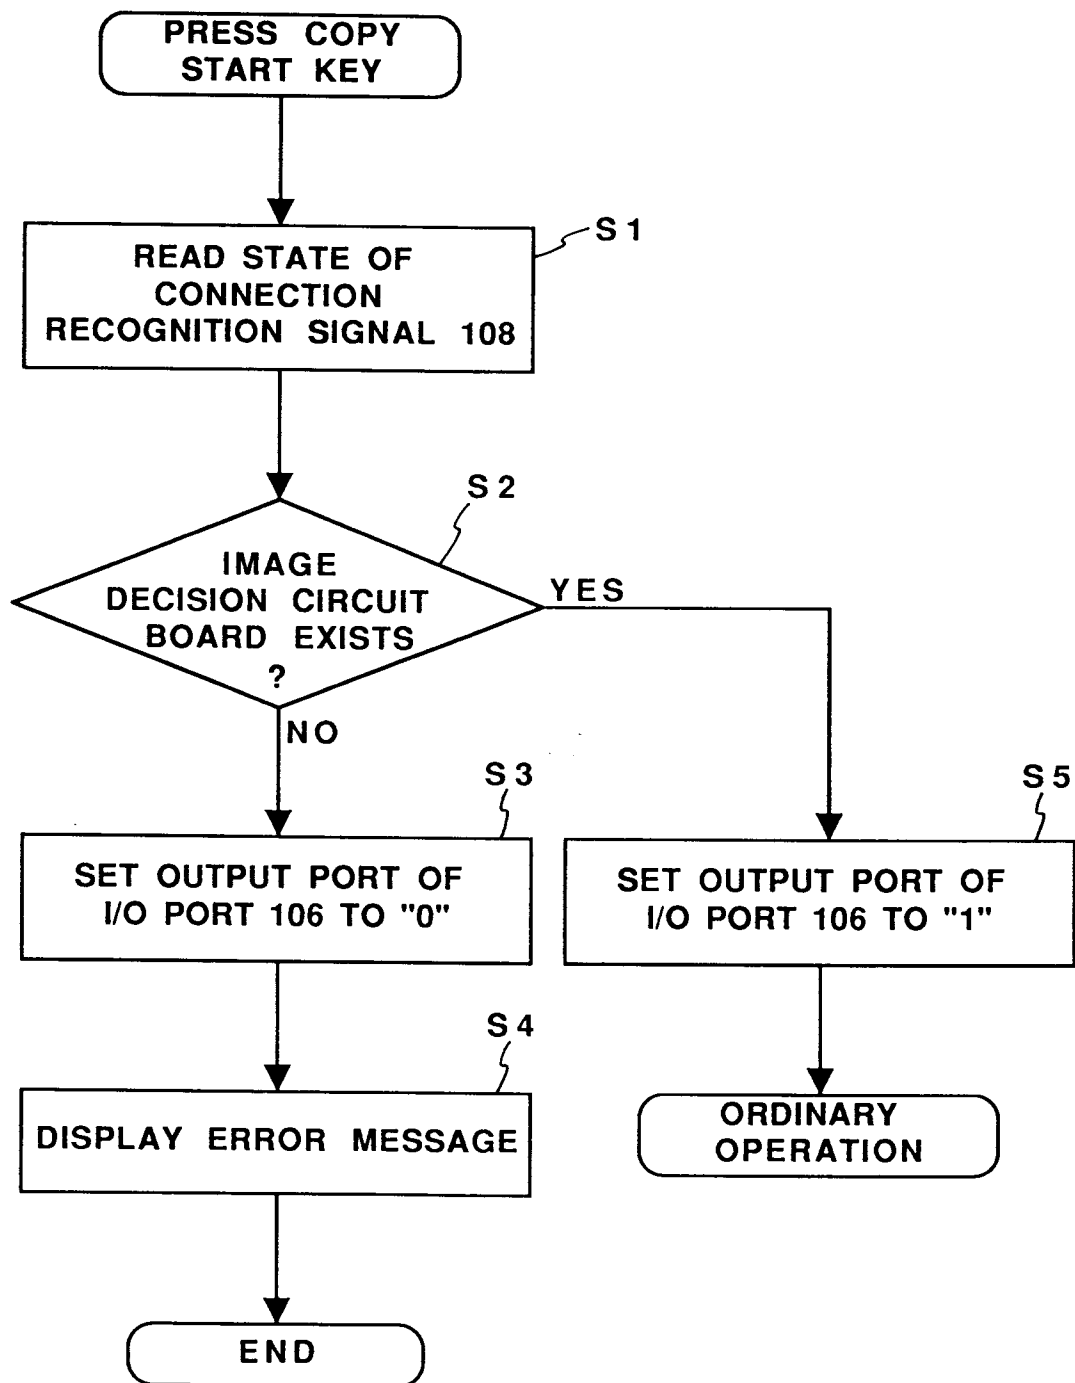 PRESS COPY
START KEY
S1
READ STATE OF
CONNECTION
RECOGNITION SIGNAL 108
S2
IMAGE
DECISION CIRCUIT
BOARD EXISTS
?
YES
NO
S3
SET OUTPUT PORT OF
I/O PORT 106 TO "0"
S5
SET OUTPUT PORT OF
I/O PORT 106 TO "1"
S4
DISPLAY ERROR MESSAGE
ORDINARY
OPERATION
END